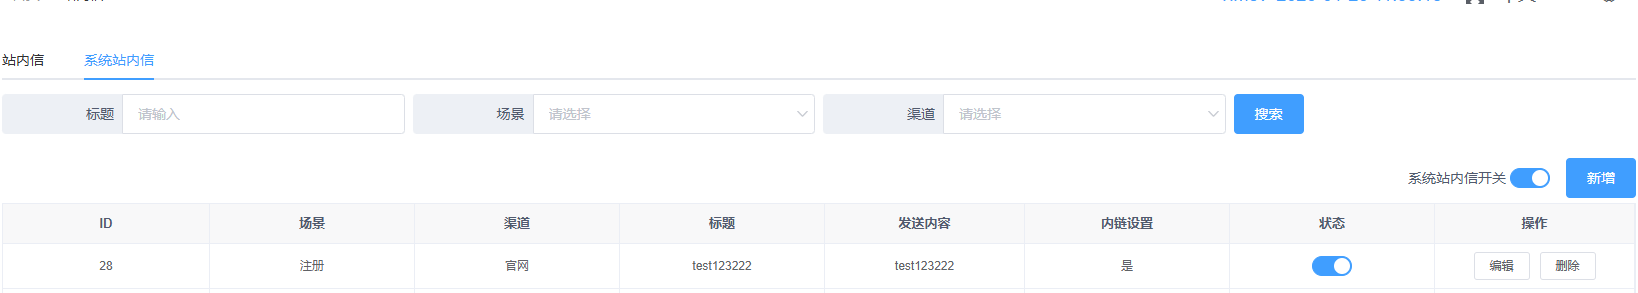 站内信 系统站内信
标题 请输入 场景 请选择 渠道 请选择 搜索
系统站内信开关 新增
ID 场景 渠道 标题 发送内容 内链设置 状态 操作
28 注册 官网 test123222 test123222 是 编辑 删除